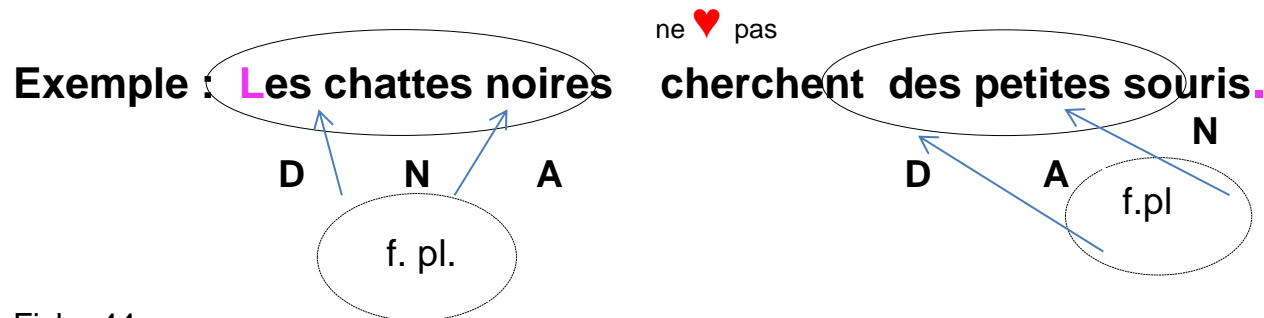 ne ♥ pas
Exemple : Les chattes noires cherchent des petites souris.
N
D N A D A
f.pl
f. pl.